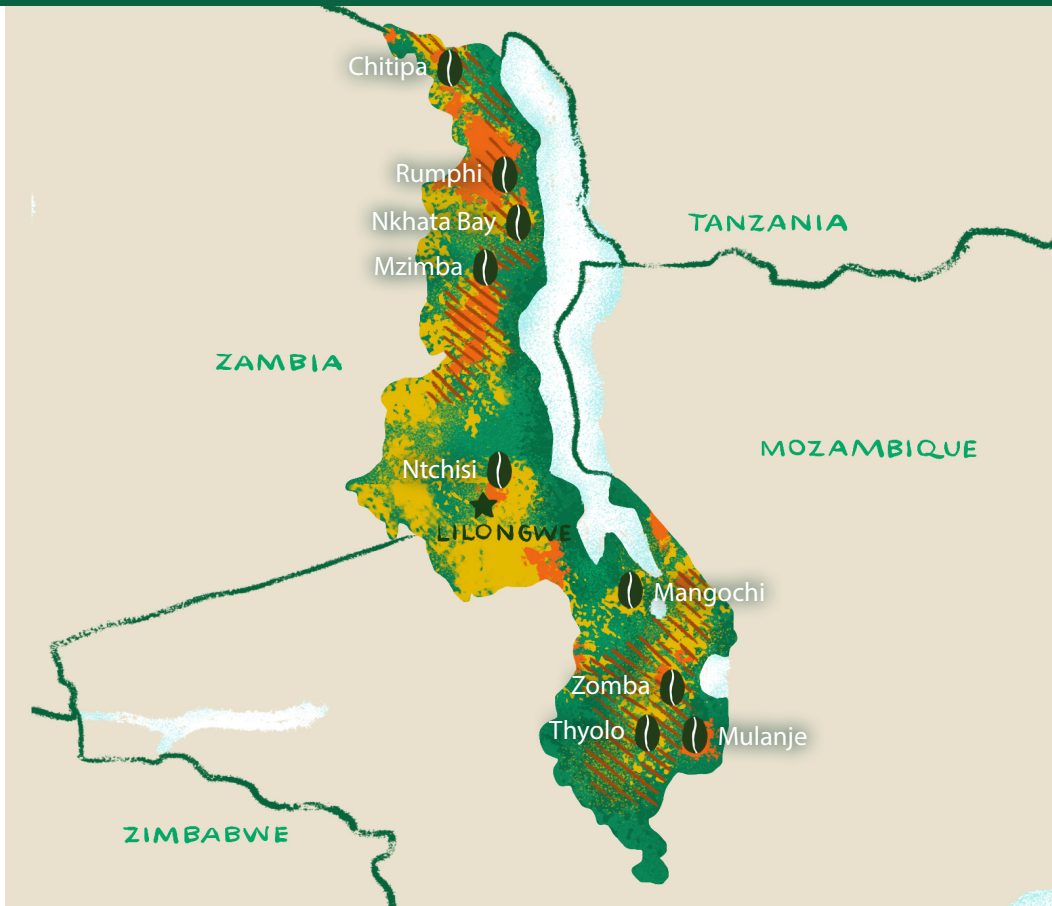 Chitipa
Rumphi
TANZANIA
Nkhata Bay
Mzimba
ZAMBIA
MOZAMBIQUE
Ntchisi
LILONGWE
Mangochi
Zomba
Thyolo
Mulanje
ZIMBABWE